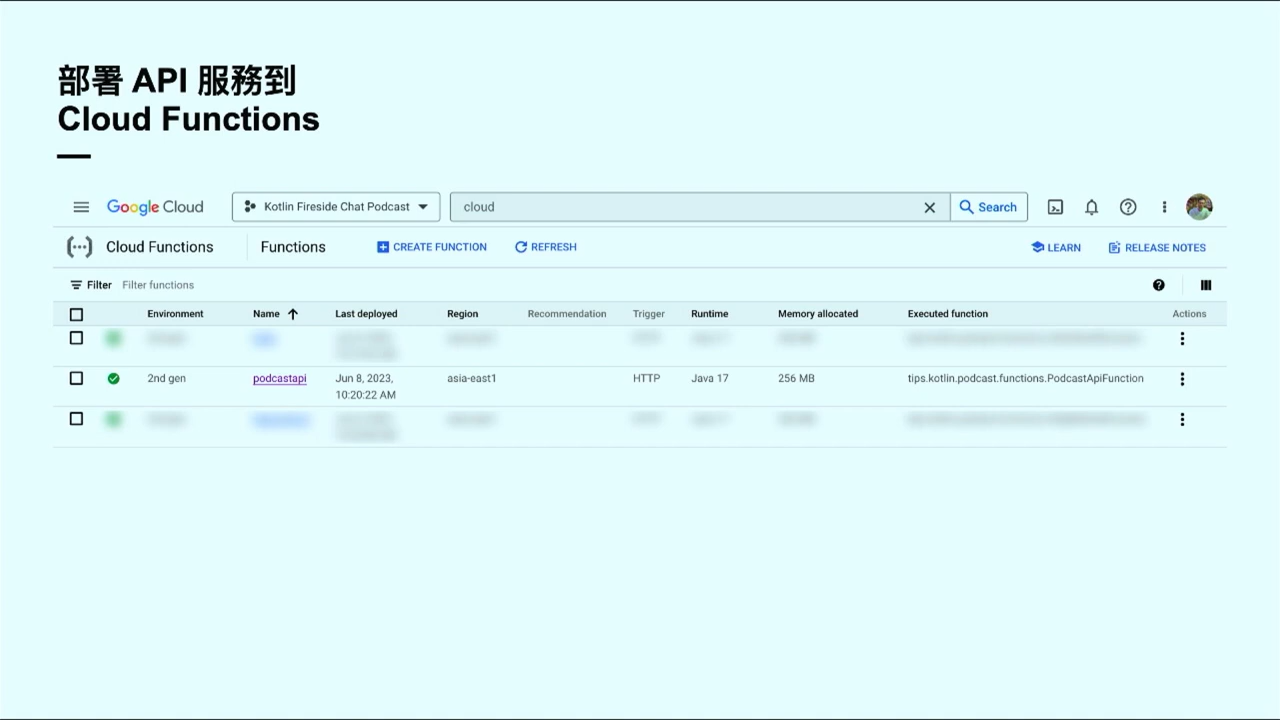 部署 API 服務到
Cloud Functions
Google Cloud
Kotlin Fireside Chat Podcast
cloud
Search
Cloud Functions
Functions
CREATE FUNCTION
REFRESH
LEARN
RELEASE NOTES
Filter
Filter functions
Environment
Name
Last deployed
Region
Recommendation
Trigger
Runtime
Memory allocated
Executed function
Actions
2nd gen
podcastapi
Jun 8, 2023,
10:20:22 AM
asia-east1
HTTP
Java 17
256 MB
tips.kotlin.podcast.functions.PodcastApiFunction